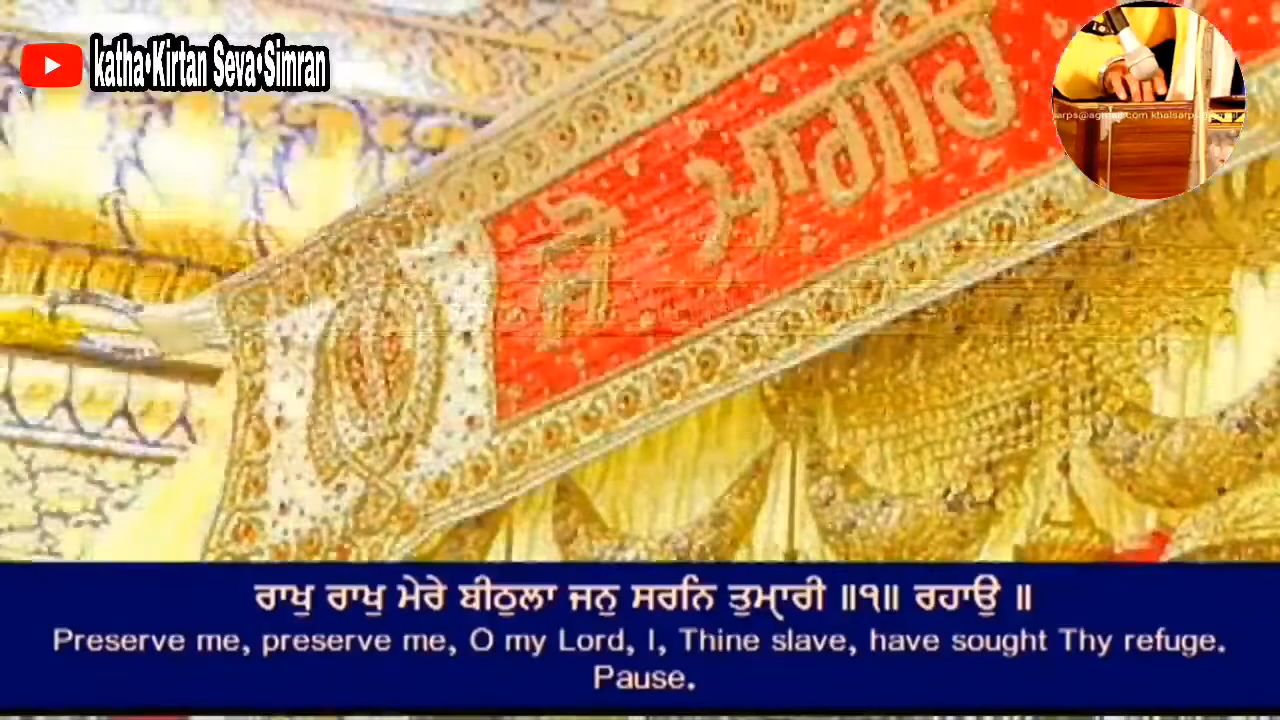 katha•Kirtan Seva•Simran
ਜੋ ਮਾਗਹਿ
ਰਾਖੁ ਰਾਖੁ ਮੇਰੇ ਬੀਠੁਲਾ ਜਨੁ ਸਰਨਿ ਤੁਮ੍ਹਾਰੀ ॥੧॥ ਰਹਾਉ ॥
Preserve me, preserve me, O my Lord, I, Thine slave, have sought Thy refuge.
Pause.